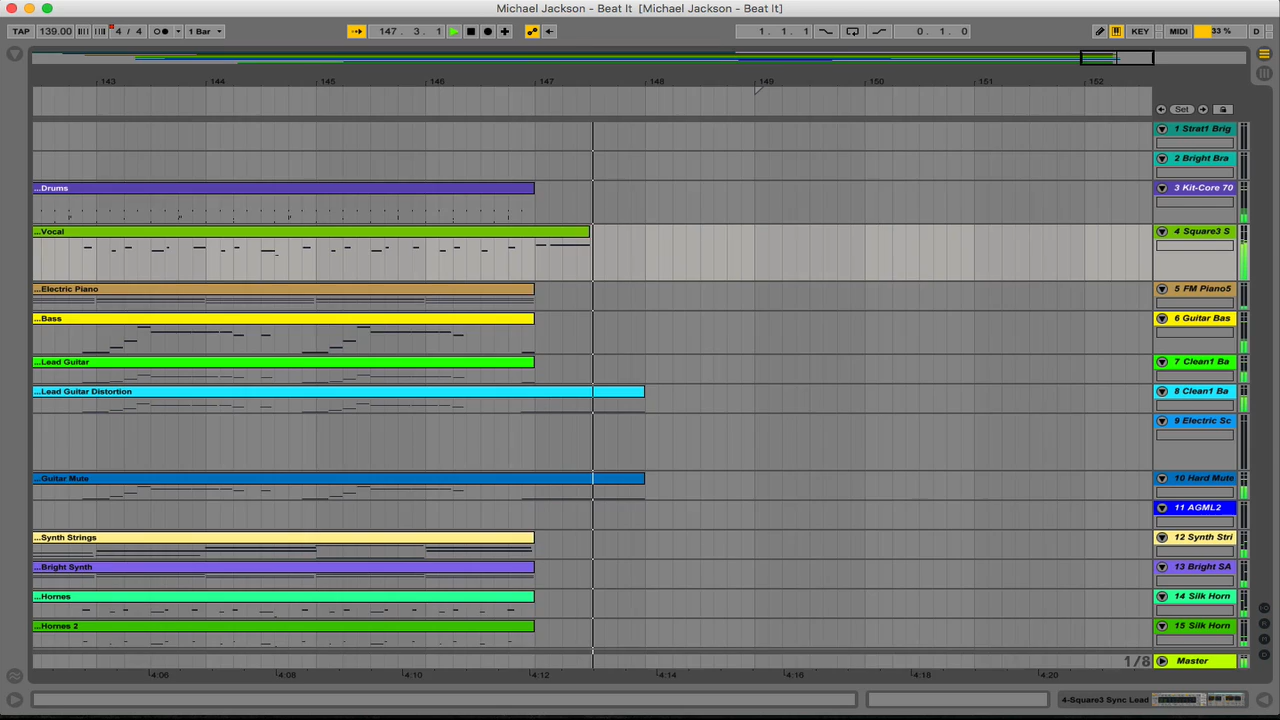 Michael Jackson - Beat It  [Michael Jackson - Beat It]
TAP 139.00 4 / 4 1 Bar 147. 3. 1 1. 1. 1 0. 1. 0 KEY MIDI 33 % D
143 144 145 146 147 148 149 150 151 152
Set
1 Strat1 Brig
2 Bright Bra
...Drums 3 Kit-Core 70
...Vocal 4 Square3 S
...Electric Piano 5 FM Piano5
...Bass 6 Guitar Bas
...Lead Guitar 7 Clean1 Ba
...Lead Guitar Distortion 8 Clean1 Ba
9 Electric Sc
...Guitar Mute 10 Hard Mute
11 AGML2
...Synth Strings 12 Synth Stri
...Bright Synth 13 Bright SA
...Hornes 14 Silk Horn
...Hornes 2 15 Silk Horn
1/8 Master
4:06 4:08 4:10 4:12 4:14 4:16 4:18 4:20
4-Square3 Sync Lead